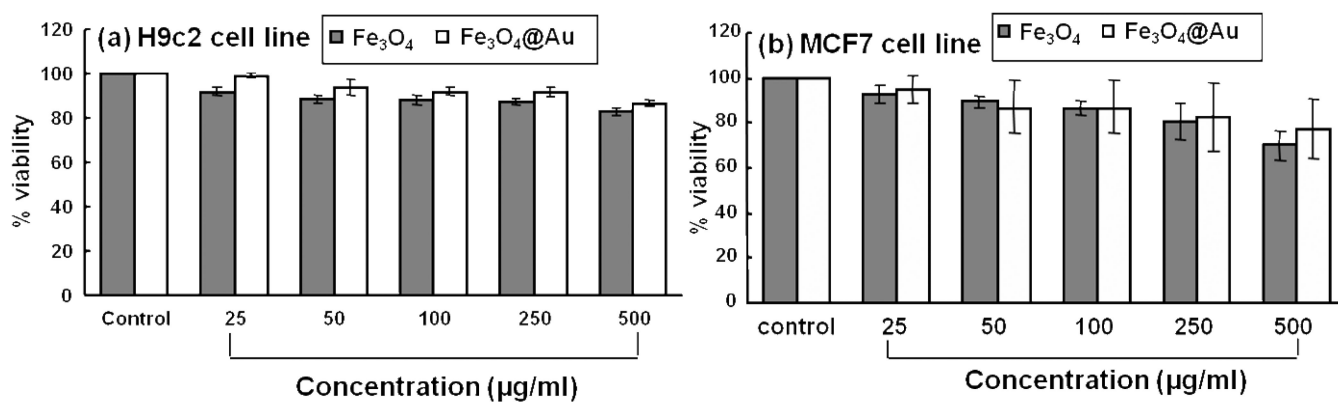 (a) H9c2 cell line
Fe₃O₄ Fe₃O₄@Au
120
100
80
60
40
20
0
% viability
Control 25 50 100 250 500
Concentration (µg/ml)
(b) MCF7 cell line
Fe₃O₄ Fe₃O₄@Au
120
100
80
60
40
20
0
% viability
control 25 50 100 250 500
Concentration (µg/ml)